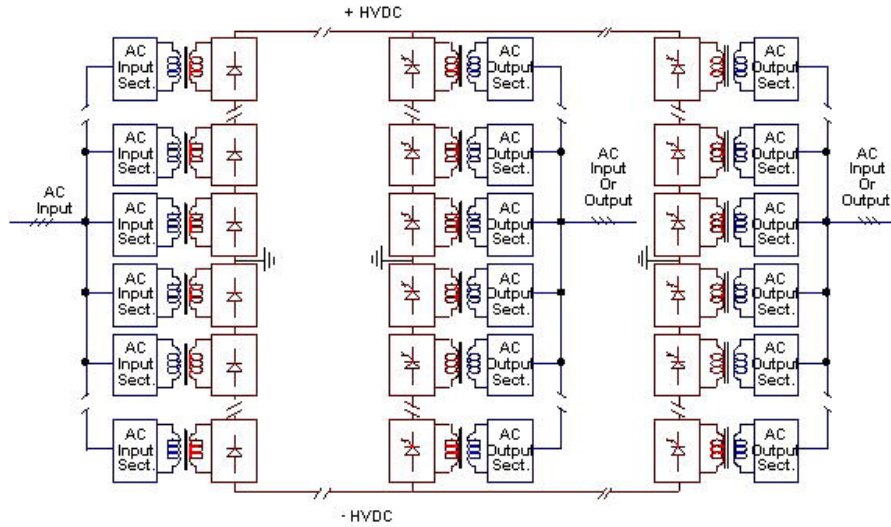 + HVDC
AC
Input
Sect.
AC
Output
Sect.
AC
Output
Sect.
AC
Input
Sect.
AC
Output
Sect.
AC
Output
Sect.
AC
Input
AC
Input
Or
Output
AC
Input
Or
Output
AC
Input
Sect.
AC
Output
Sect.
AC
Output
Sect.
AC
Input
Sect.
AC
Output
Sect.
AC
Output
Sect.
AC
Input
Sect.
AC
Output
Sect.
AC
Output
Sect.
AC
Input
Sect.
AC
Output
Sect.
AC
Output
Sect.
- HVDC